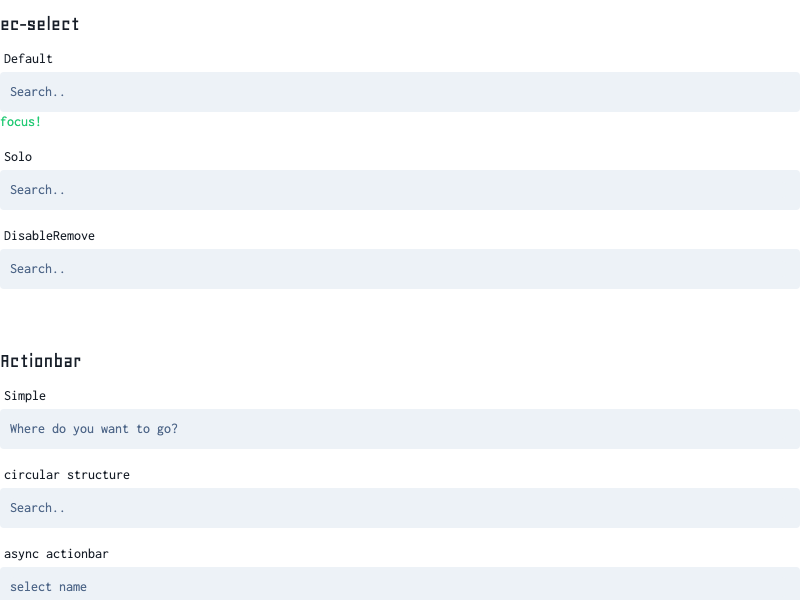 ec-select
Default
Search..
focus!
Solo
Search..
DisableRemove
Search..
Actionbar
Simple
Where do you want to go?
circular structure
Search..
async actionbar
select name